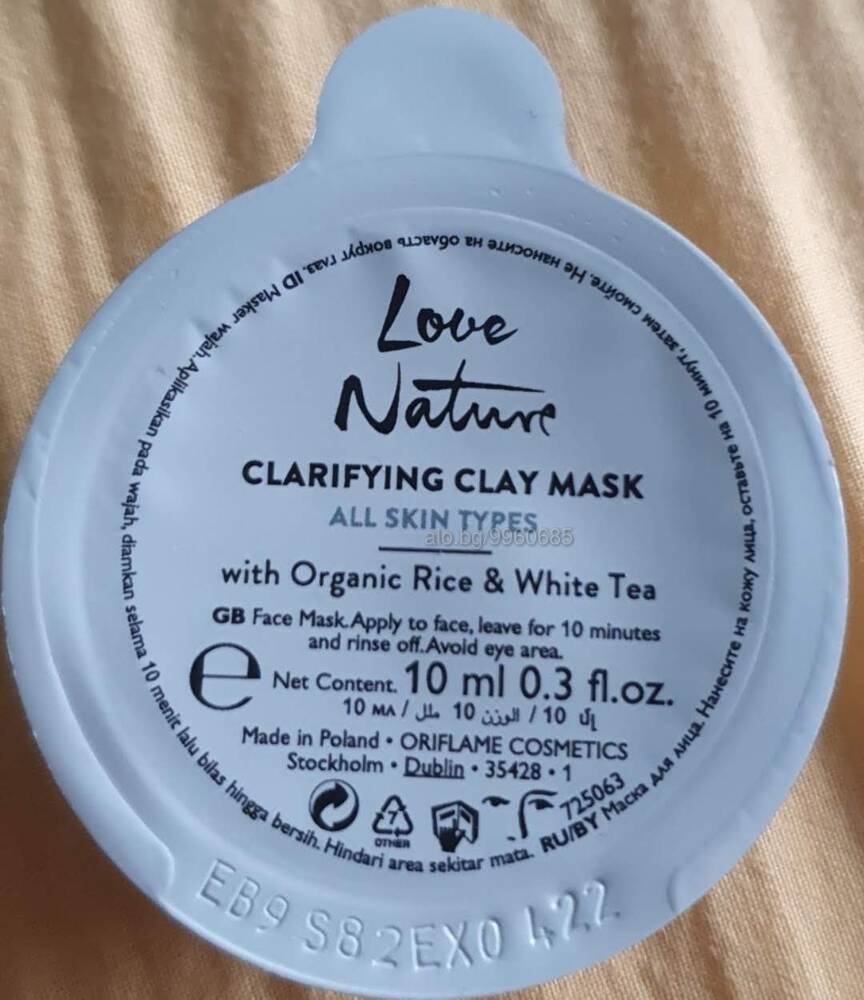 Love
Nature
CLARIFYING CLAY MASK
ALL SKIN TYPES
alo.bg/9960685
with Organic Rice & White Tea
GB Face Mask. Apply to face, leave for 10 minutes
and rinse off. Avoid eye area.
e Net Content. 10 ml 0.3 fl.oz.
10 мл / 10 الوزن / 10 ملل
Made in Poland • ORIFLAME COSMETICS
Stockholm • Dublin • 35428 • 1
7
OTHER
725063
RU/BY Маска для лица. Нанесите на кожу лица, оставьте на 10 минут, затем смойте. Не наносите на область вокруг глаз. ID Masker wajah. Aplikasikan pada wajah, diamkan selama 10 menit lalu bilas hingga bersih. Hindari area sekitar mata.
EB9 S82EX0 422